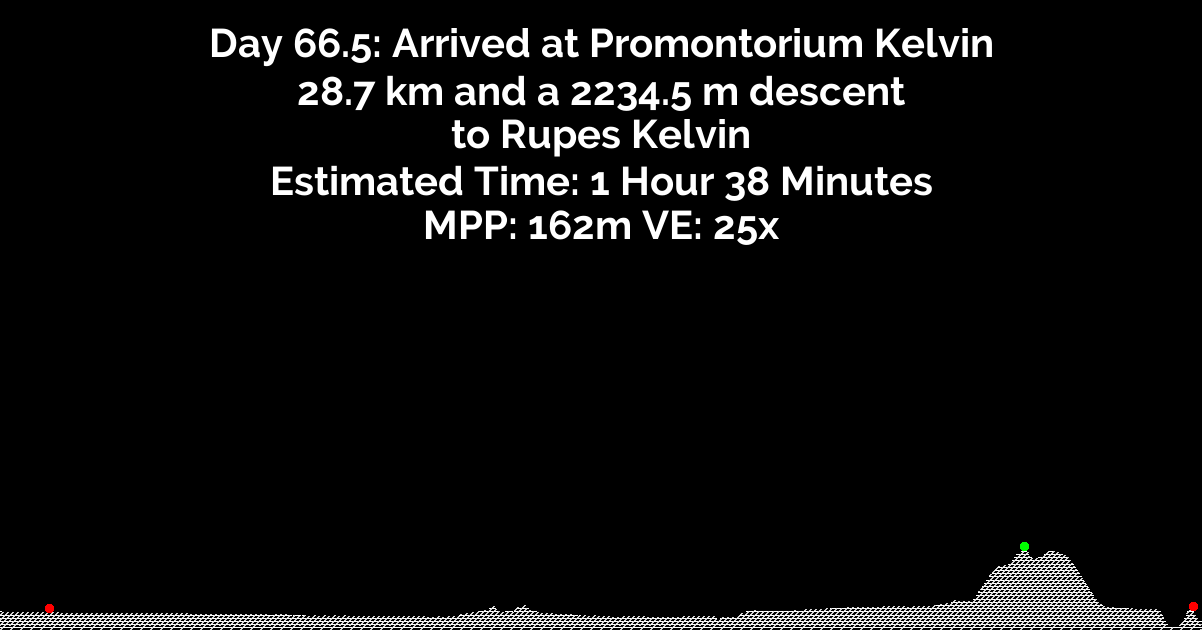 Day 66.5: Arrived at Promontorium Kelvin
28.7 km and a 2234.5 m descent
to Rupes Kelvin
Estimated Time: 1 Hour 38 Minutes
MPP: 162m VE: 25x